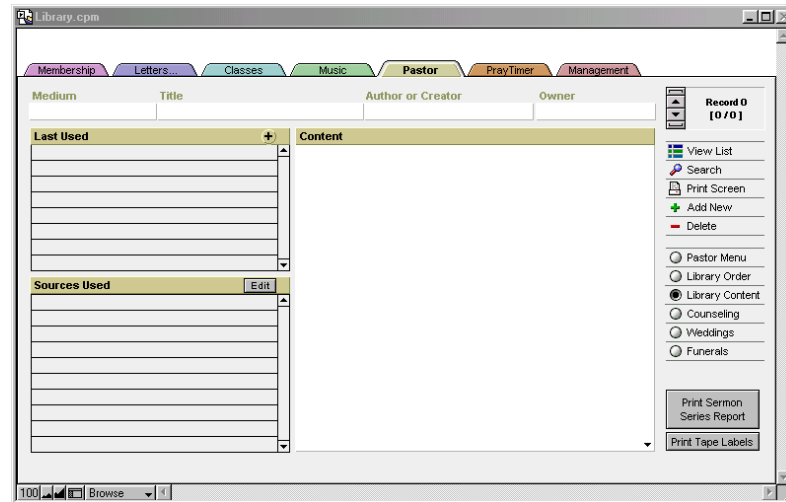 Library.cpm
Membership Letters... Classes Music Pastor PrayTimer Management
Medium Title Author or Creator Owner
Record 0
[0/0]
Last Used
Content
View List
Search
Print Screen
Add New
Delete
Pastor Menu
Library Order
Sources Used Edit
Library Content
Counseling
Weddings
Funerals
Print Sermon
Series Report
Print Tape Labels
100 Browse